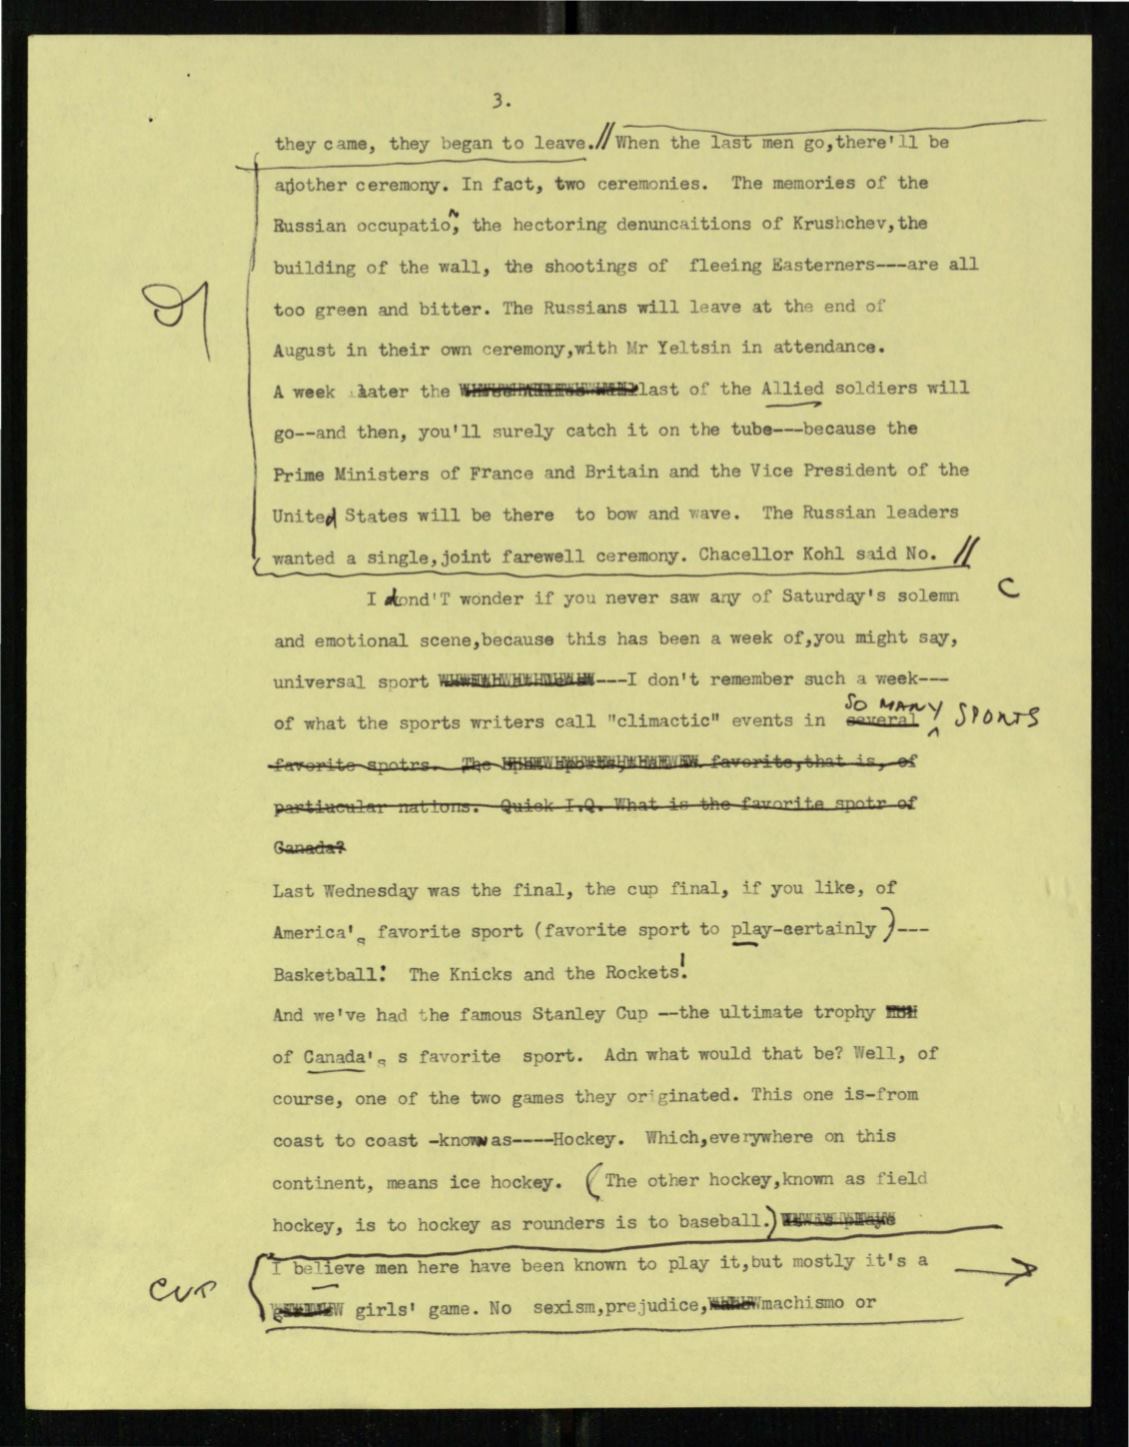 3.
they came, they began to leave.// When the last men go,there'll be
another ceremony. In fact, two ceremonies. The memories of the
Russian occupation, the hectoring denuncaitions of Krushchev,the
building of the wall, the shootings of fleeing Easterners---are all
too green and bitter. The Russians will leave at the end of
August in their own ceremony,with Mr Yeltsin in attendance.
A week later the last of the Allied soldiers will
go--and then, you'll surely catch it on the tube---because the
Prime Ministers of France and Britain and the Vice President of the
United States will be there to bow and wave. The Russian leaders
wanted a single,joint farewell ceremony. Chacellor Kohl said No. //
C
I dond'T wonder if you never saw any of Saturday's solemn
and emotional scene,because this has been a week of,you might say,
universal sport ---I don't remember such a week---
SO MANY SPORTS
of what the sports writers call "climactic" events in several
favorite spotrs. The favorite,that is, of
partiucular nations. Quick I.Q. What is the favorite spotr of
Canada?
Last Wednesday was the final, the cup final, if you like, of
America's favorite sport (favorite sport to play-certainly)---
Basketball: The Knicks and the Rockets!
And we've had the famous Stanley Cup --the ultimate trophy
of Canada's s favorite sport. Adn what would that be? Well, of
course, one of the two games they originated. This one is-from
coast to coast -known as----Hockey. Which,everywhere on this
continent, means ice hockey. (The other hockey,known as field
hockey, is to hockey as rounders is to baseball.)
I believe men here have been known to play it,but mostly it's a
girls' game. No sexism,prejudice, machismo or